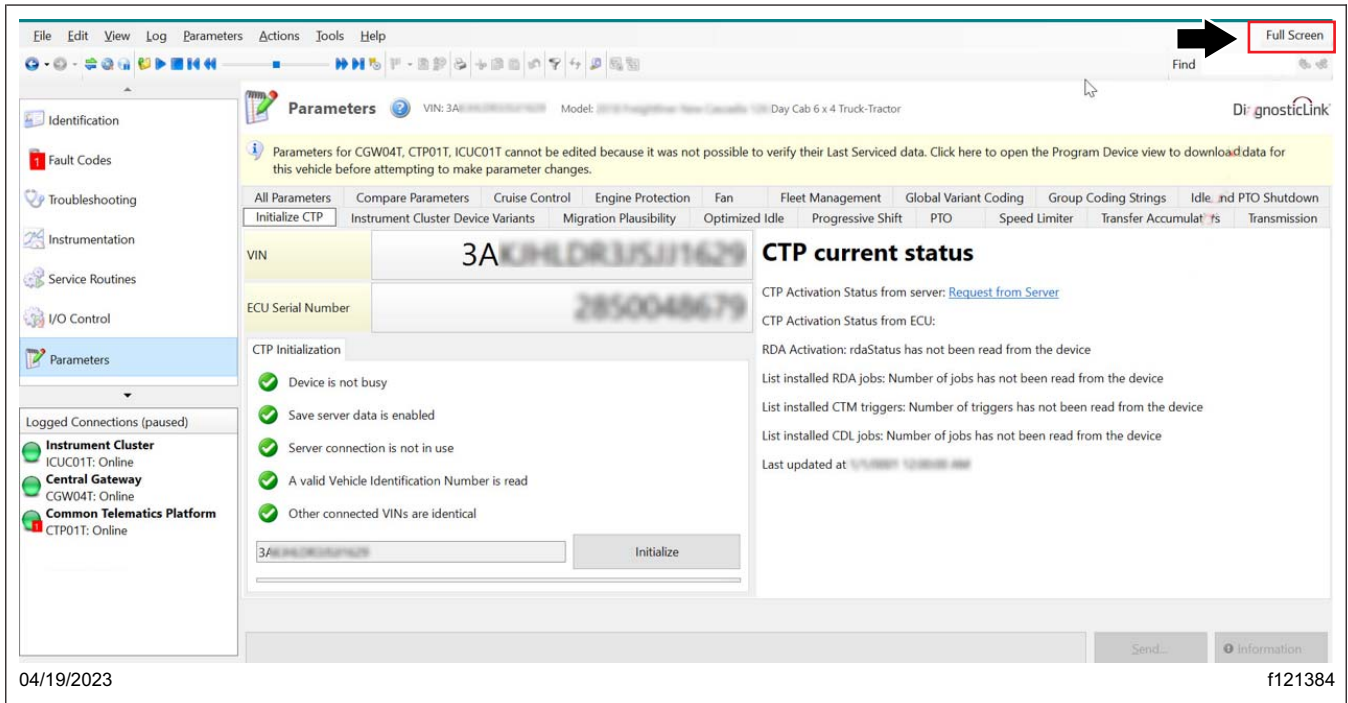 File Edit View Log Parameters Actions Tools Help
Full Screen
Find
Identification
1 Fault Codes
Troubleshooting
Instrumentation
Service Routines
I/O Control
Parameters
Logged Connections (paused)
Instrument Cluster
ICUC01T: Online
Central Gateway
CGW04T: Online
Common Telematics Platform
1 CTP01T: Online
Parameters VIN: 3A Model: Day Cab 6 x 4 Truck-Tractor
DiagnosticLink
Parameters for CGW04T, CTP01T, ICUC01T cannot be edited because it was not possible to verify their Last Serviced data. Click here to open the Program Device view to download data for
this vehicle before attempting to make parameter changes.
All Parameters Compare Parameters Cruise Control Engine Protection Fan Fleet Management Global Variant Coding Group Coding Strings Idle and PTO Shutdown
Initialize CTP Instrument Cluster Device Variants Migration Plausibility Optimized Idle Progressive Shift PTO Speed Limiter Transfer Accumulators Transmission
VIN 3A
ECU Serial Number
CTP Initialization
Device is not busy
Save server data is enabled
Server connection is not in use
A valid Vehicle Identification Number is read
Other connected VINs are identical
3A
Initialize
CTP current status
CTP Activation Status from server: Request from Server
CTP Activation Status from ECU:
RDA Activation: rdaStatus has not been read from the device
List installed RDA jobs: Number of jobs has not been read from the device
List installed CTM triggers: Number of triggers has not been read from the device
List installed CDL jobs: Number of jobs has not been read from the device
Last updated at
Send... Information
04/19/2023 f121384